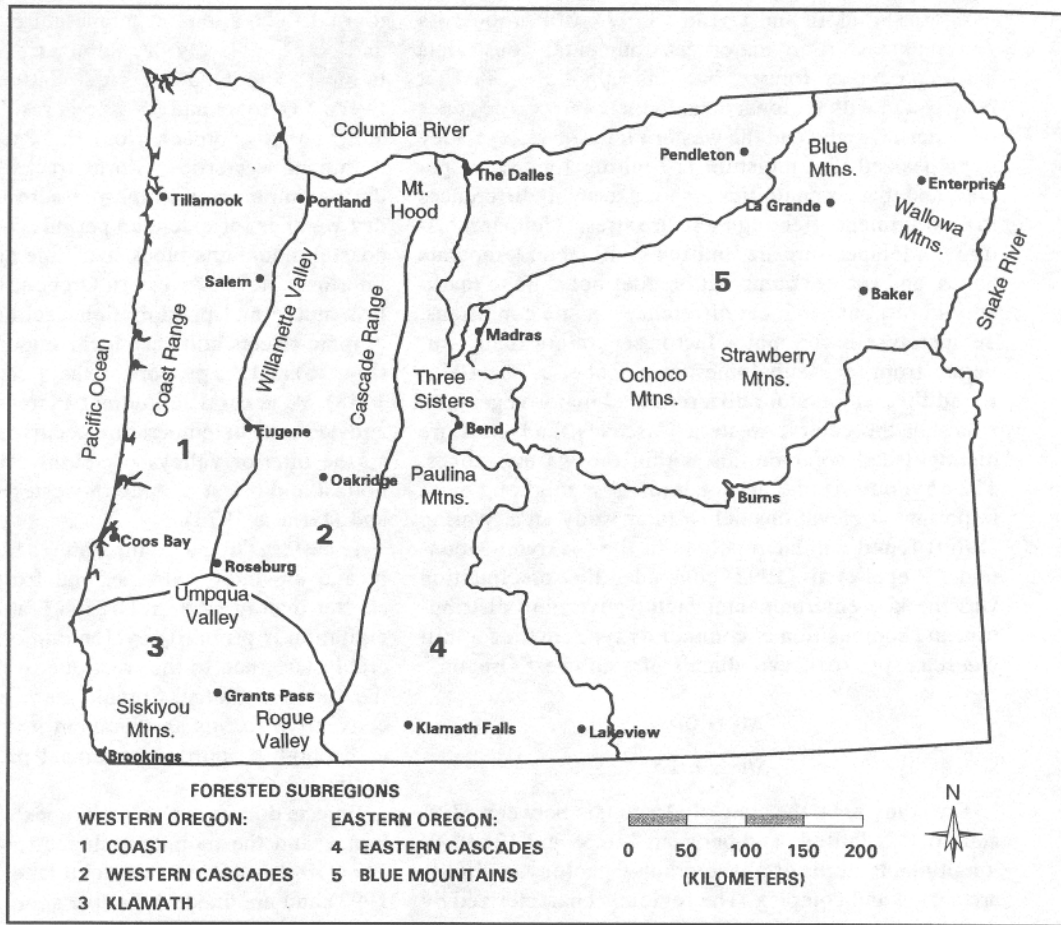 Columbia River
Pendleton
Blue
Mtns.
The Dalles
Mt.
Hood
Enterprise
Tillamook
Portland
La Grande
Wallowa
Mtns.
Snake River
Salem
Willamette Valley
Coast Range
Pacific Ocean
Cascade Range
5
Baker
Madras
Strawberry
Mtns.
Ochoco
Mtns.
Three
Sisters
Eugene
Bend
Paulina
Mtns.
Oakridge
Burns
2
Coos Bay
Roseburg
Umpqua
Valley
3
4
Grants Pass
Siskiyou
Mtns.
Rogue
Valley
Klamath Falls
Lakeview
Brookings
FORESTED SUBREGIONS
WESTERN OREGON:
1 COAST
WESTERN CASCADES
KLAMATH
EASTERN OREGON:
4 EASTERN CASCADES
BLUE MOUNTAINS
0 50 100 150 200
(KILOMETERS)
N